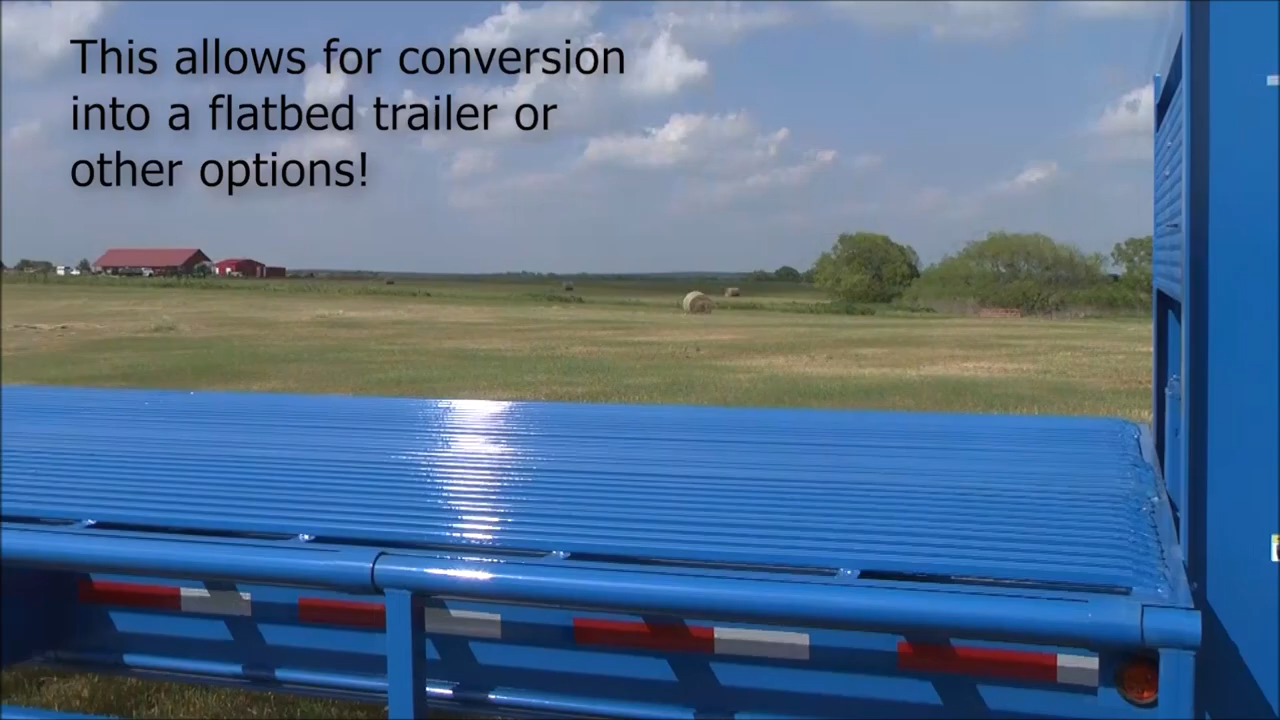 This allows for conversion
into a flatbed trailer or
other options!